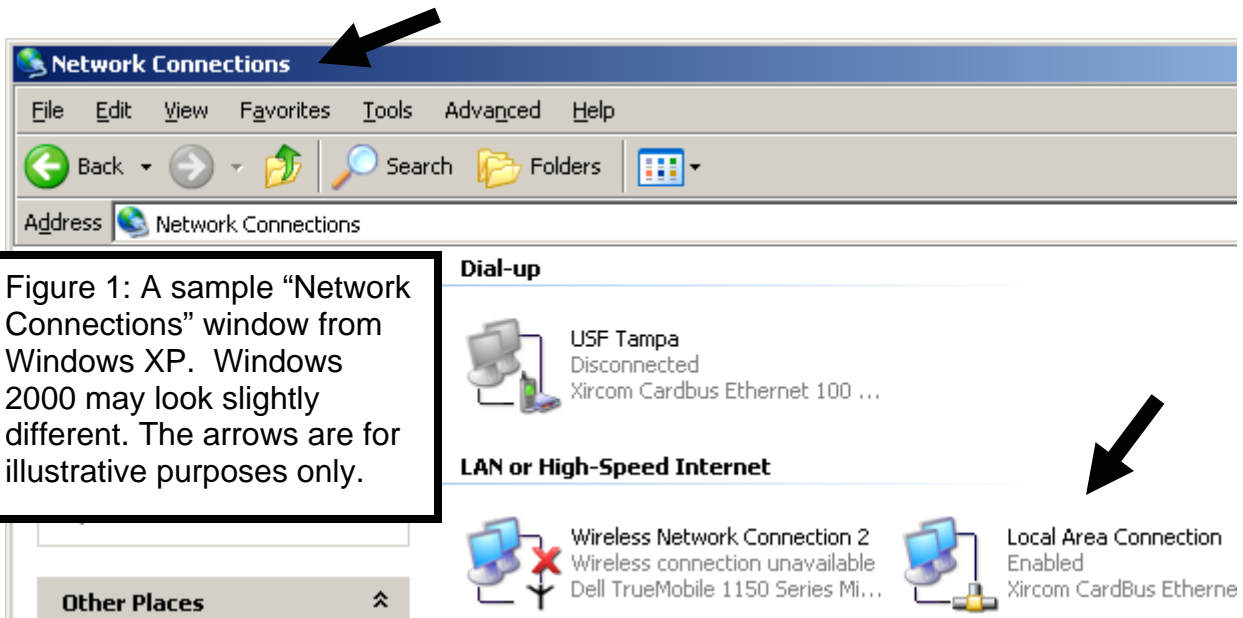 Network Connections
File Edit View Favorites Tools Advanced Help
Back Search Folders
Address Network Connections
Figure 1: A sample “Network
Connections” window from
Windows XP. Windows
2000 may look slightly
different. The arrows are for
illustrative purposes only.
Dial-up
USF Tampa
Disconnected
Xircom Cardbus Ethernet 100 ...
LAN or High-Speed Internet
Wireless Network Connection 2
Wireless connection unavailable
Dell TrueMobile 1150 Series Mi...
Local Area Connection
Enabled
Xircom CardBus Etherne
Other Places